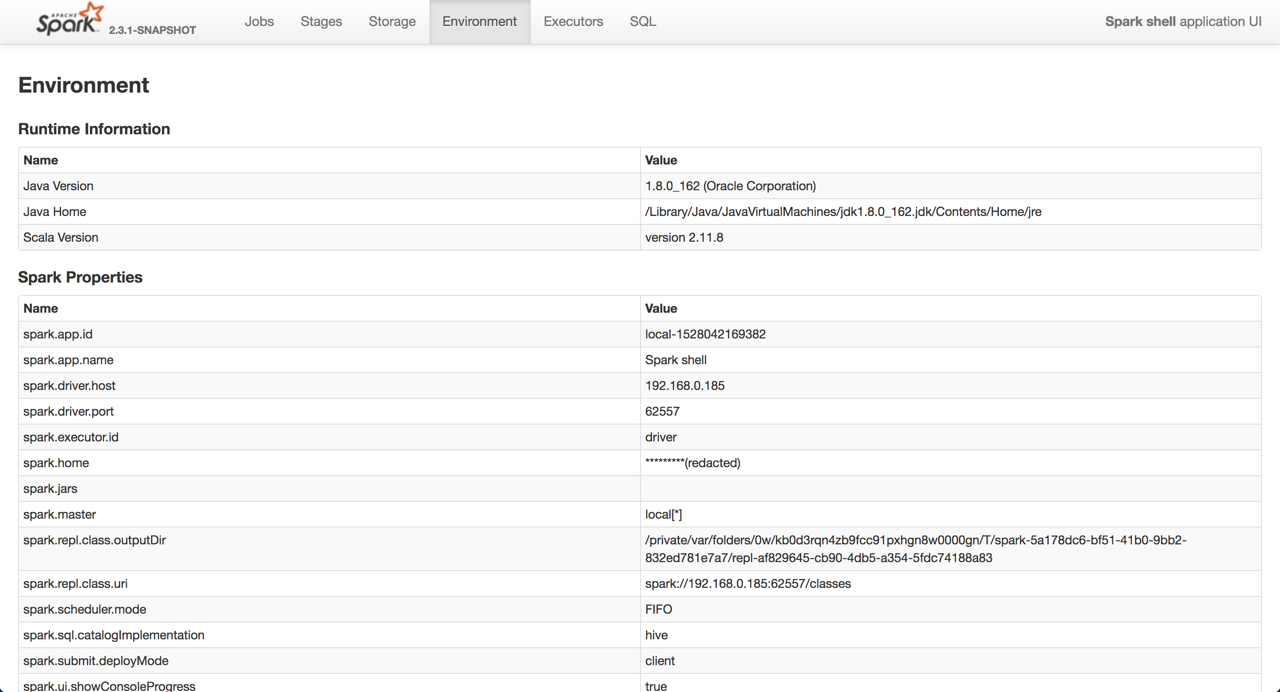 APACHE
Spark 2.3.1-SNAPSHOT Jobs Stages Storage Environment Executors SQL Spark shell application UI
Environment
Runtime Information
Name Value
Java Version 1.8.0_162 (Oracle Corporation)
Java Home /Library/Java/JavaVirtualMachines/jdk1.8.0_162.jdk/Contents/Home/jre
Scala Version version 2.11.8
Spark Properties
Name Value
spark.app.id local-1528042169382
spark.app.name Spark shell
spark.driver.host 192.168.0.185
spark.driver.port 62557
spark.executor.id driver
spark.home *********(redacted)
spark.jars
spark.master local[*]
spark.repl.class.outputDir /private/var/folders/0w/kb0d3rqn4zb9fcc91pxhgn8w0000gn/T/spark-5a178dc6-bf51-41b0-9bb2-
832ed781e7a7/repl-af829645-cb90-4db5-a354-5fdc74188a83
spark.repl.class.uri spark://192.168.0.185:62557/classes
spark.scheduler.mode FIFO
spark.sql.catalogImplementation hive
spark.submit.deployMode client
spark.ui.showConsoleProgress true